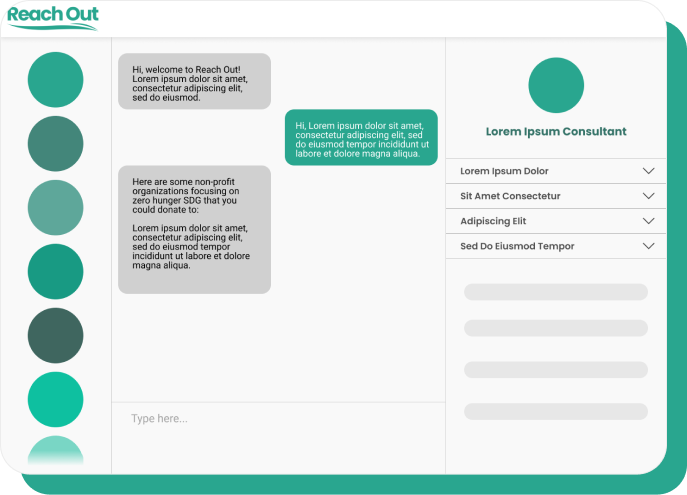 Reach Out
Hi, welcome to Reach Out!
Lorem ipsum dolor sit amet,
consectetur adipiscing elit,
sed do eiusmod.
Hi, Lorem ipsum dolor sit amet,
consectetur adipiscing elit, sed
do eiusmod tempor incididunt ut
labore et dolore magna aliqua.
Here are some non-profit
organizations focusing on
zero hunger SDG that you
could donate to:
Lorem ipsum dolor sit amet,
consectetur adipiscing elit,
sed do eiusmod tempor
incididunt ut labore et dolore
magna aliqua.
Type here...
Lorem Ipsum Consultant
Lorem Ipsum Dolor
Sit Amet Consectetur
Adipiscing Elit
Sed Do Eiusmod Tempor